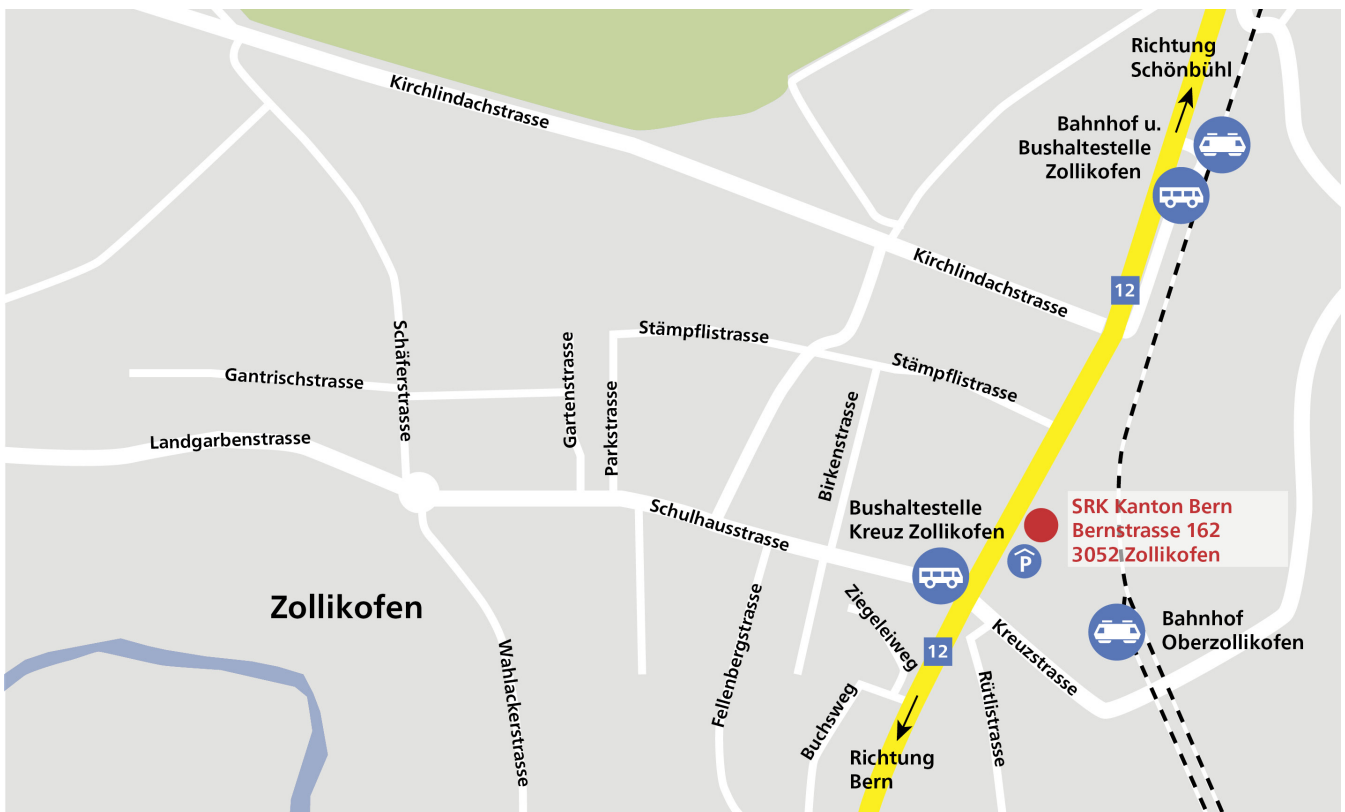 Richtung
Schönbühl
Kirchlindachstrasse
Bahnhof u.
Bushaltestelle
Zollikofen
Kirchlindachstrasse
12
Stämpflistrasse
Schäferstrasse
Gartenstrasse
Gantrischstrasse
Parkstrasse
Stämpflistrasse
Birkenstrasse
Landgarbenstrasse
Schulhausstrasse
Bushaltestelle
Kreuz Zollikofen
SRK Kanton Bern
Bernstrasse 162
3052 Zollikofen
P
Zollikofen
Ziegeleiweg
Fellenbergstrasse
Kreuzstrasse
Bahnhof
Oberzollikofen
12
Wahlackerstrasse
Buchsweg
Rütlistrasse
Richtung
Bern